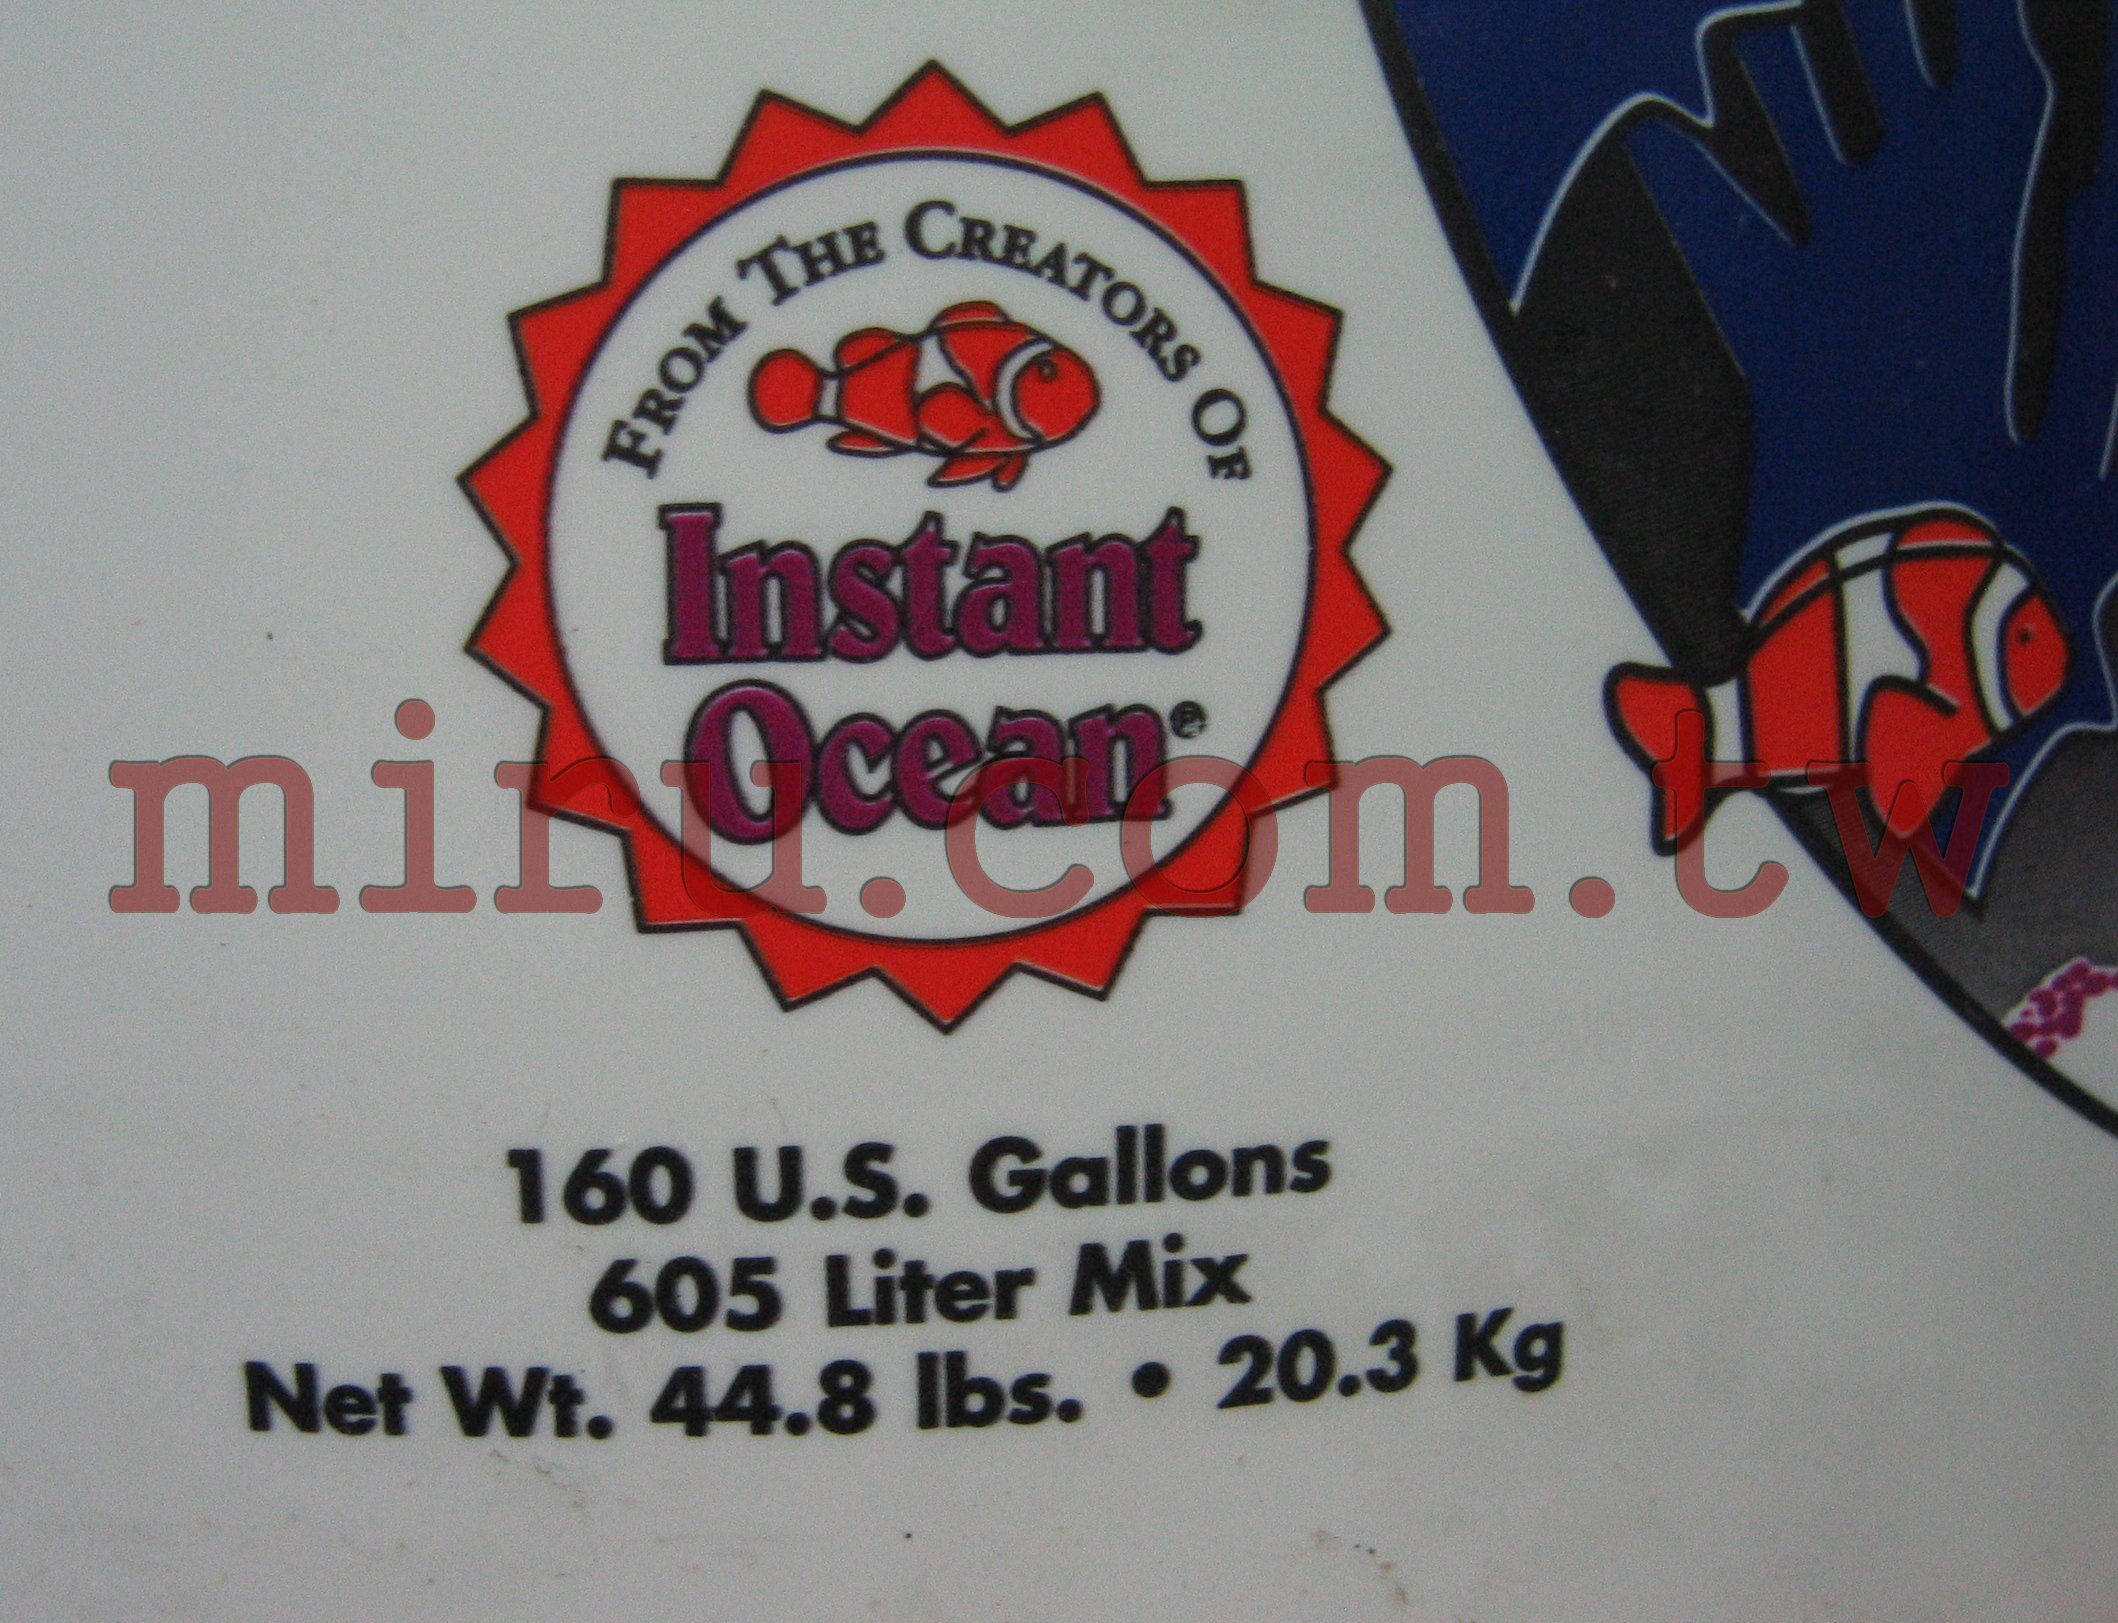 FROM THE CREATORS OF
Instant
Ocean®
miru.com.tw
160 U.S. Gallons
605 Liter Mix
Net Wt. 44.8 lbs. • 20.3 Kg